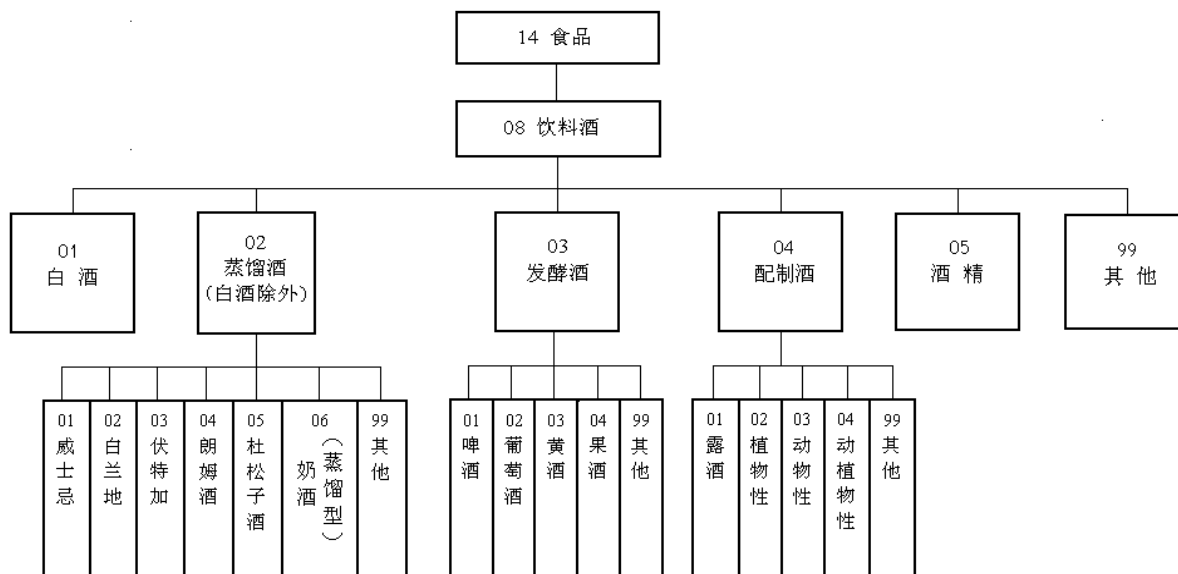 14 食品
08 饮料酒
01
白 酒
02
蒸馏酒
(白酒除外)
03
发酵酒
04
配制酒
05
酒 精
99
其 他
01
威士忌
02
白兰地
03
伏特加
04
朗姆酒
05
杜松子酒
06
奶酒
(蒸馏型)
99
其他
01
啤酒
02
葡萄酒
03
黄酒
04
果酒
99
其他
01
露酒
02
植物性
03
动物性
04
动植物性
99
其他